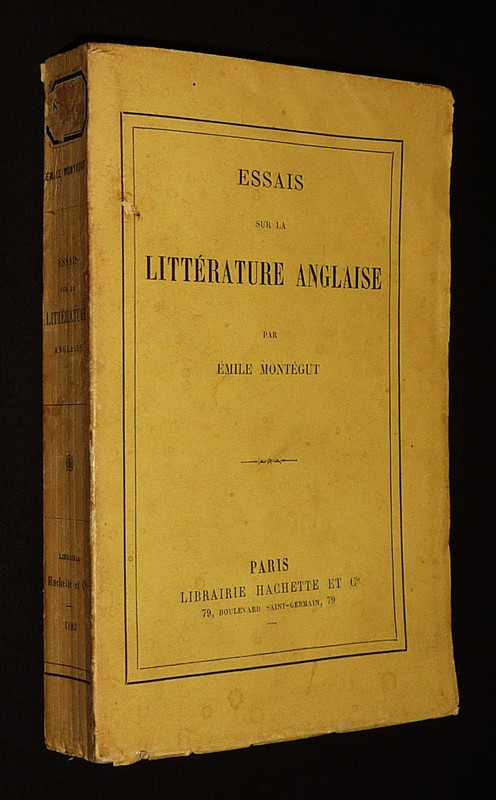 ESSAIS
SUR LA
LITTÉRATURE ANGLAISE
PAR
ÉMILE MONTÉGUT
PARIS
LIBRAIRIE HACHETTE ET Cie
79, BOULEVARD SAINT-GERMAIN, 79
ÉMILE MONTÉGUT
ESSAIS
SUR LA
LITTÉRATURE
ANGLAISE
LIBRAIRIE
Hachette et Cie